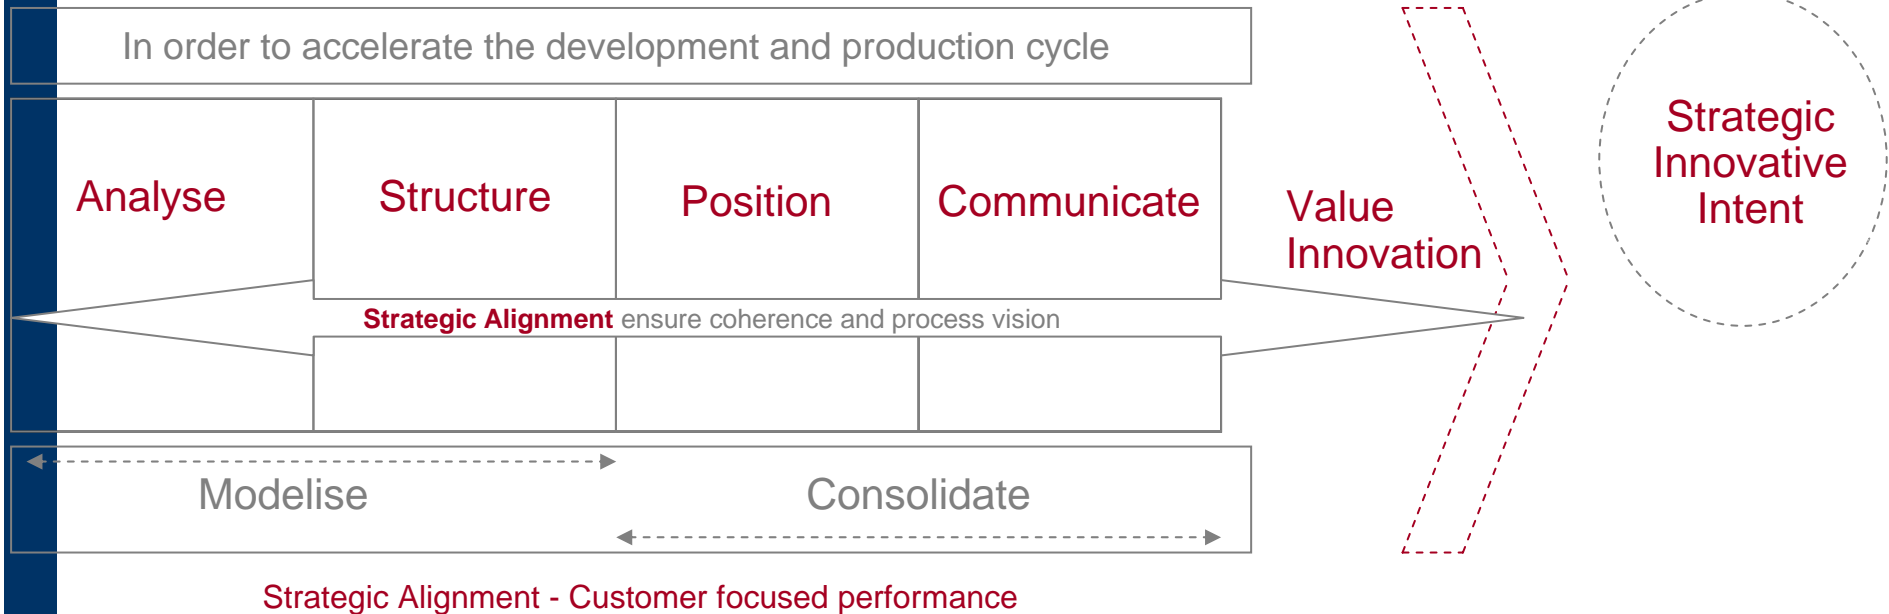 In order to accelerate the development and production cycle
Analyse
Structure
Position
Communicate
Value
Innovation
Strategic
Innovative
Intent
Strategic Alignment ensure coherence and process vision
Modelise
Consolidate
Strategic Alignment - Customer focused performance